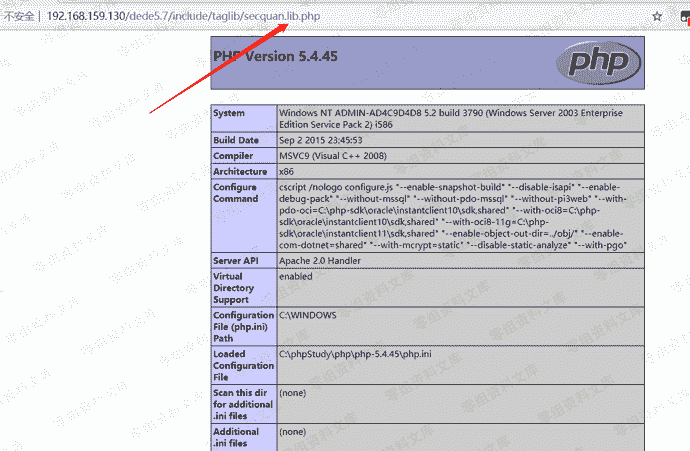 不安全 | 192.168.159.130/dede5.7/include/taglib/secquan.lib.php
PHP Version 5.4.45
php
System
Windows NT ADMIN-AD4C9D4D8 5.2 build 3790 (Windows Server 2003 Enterprise
Edition Service Pack 2) i586
Build Date
Sep 2 2015 23:45:53
Compiler
MSVC9 (Visual C++ 2008)
Architecture
x86
Configure
Command
cscript /nologo configure.js "--enable-snapshot-build" "--disable-isapi" "--enable-
debug-pack" "--without-mssql" "--without-pdo-mssql" "--without-pi3web" "--with-
pdo-oci=C:\php-sdk\oracle\instantclient10\sdk,shared" "--with-oci8=C:\php-
sdk\oracle\instantclient10\sdk,shared" "--with-oci8-11g=C:\php-
sdk\oracle\instantclient11\sdk,shared" "--enable-object-out-dir=../obj/" "--enable-
com-dotnet=shared" "--with-mcrypt=static" "--disable-static-analyze" "--with-pgo"
Server API
Apache 2.0 Handler
Virtual
Directory
Support
enabled
Configuration
File (php.ini)
Path
C:\WINDOWS
Loaded
Configuration
File
C:\phpStudy\php\php-5.4.45\php.ini
Scan this dir
for additional
.ini files
(none)
Additional
.ini files
(none)
零组资料文库